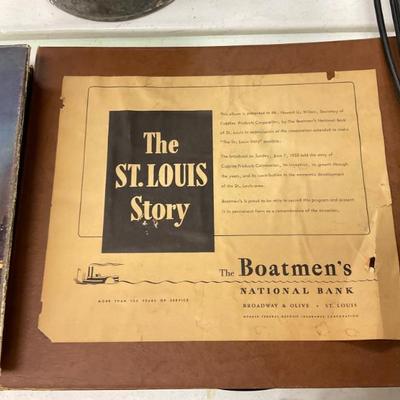 This album is presented to Mr. Howard U. Wilson, Secretary of
Cupples Products Corporation, by The Boatmen's National Bank
of St. Louis in appreciation of the cooperation extended to make
"The St. Louis Story" possible.
The broadcast on Sunday, June 7, 1953 told the story of
Cupples Products Corporation, its inception, its growth through
the years, and its contribution to the economic development
of the St. Louis area.
Boatmen's is proud to be able to record this program and present
it in permanent form as a remembrance of the occasion.
The
ST. LOUIS
Story
The Boatmen's
NATIONAL BANK
BROADWAY & OLIVE • ST. LOUIS
MEMBER FEDERAL DEPOSIT INSURANCE CORPORATION
MORE THAN 100 YEARS OF SERVICE